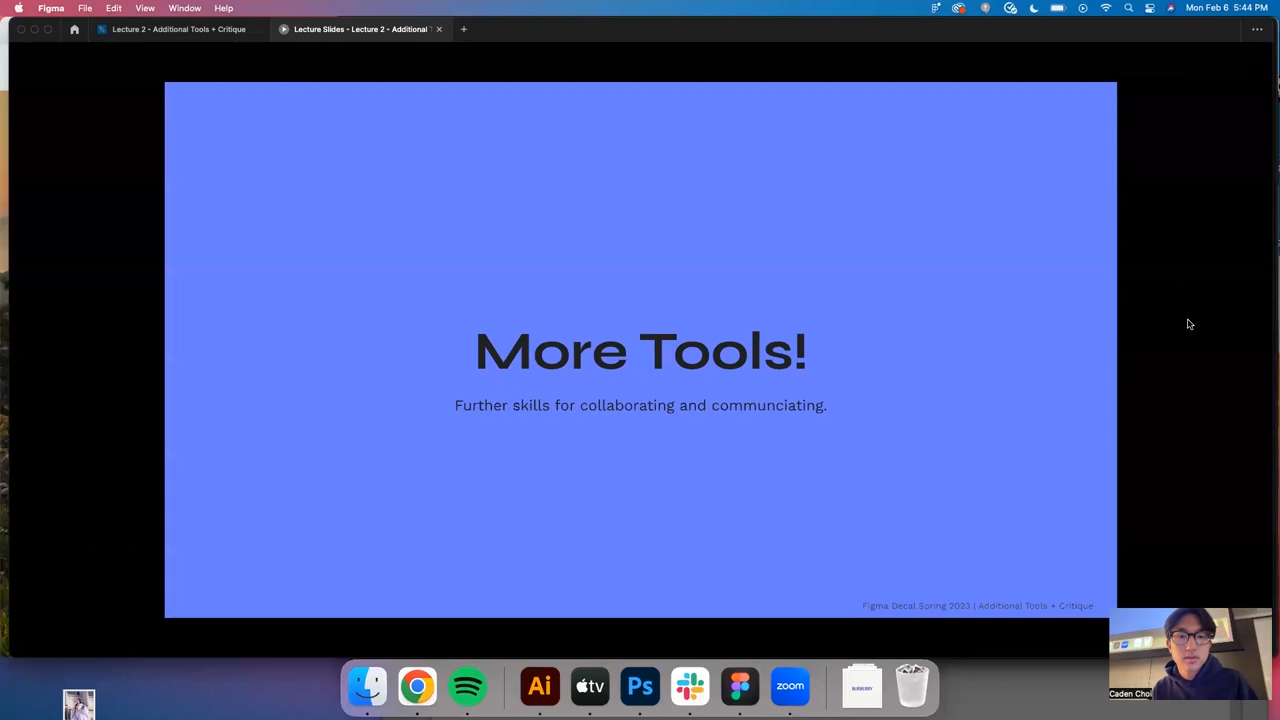 Figma File Edit View Window Help Mon Feb 6 5:44 PM
Lecture 2 - Additional Tools + Critique Lecture Slides - Lecture 2 - Additional
More Tools!
Further skills for collaborating and communciating.
Figma Decal Spring 2023 | Additional Tools + Critique
Ai tv Ps zoom BURBERRY
Caden Choi